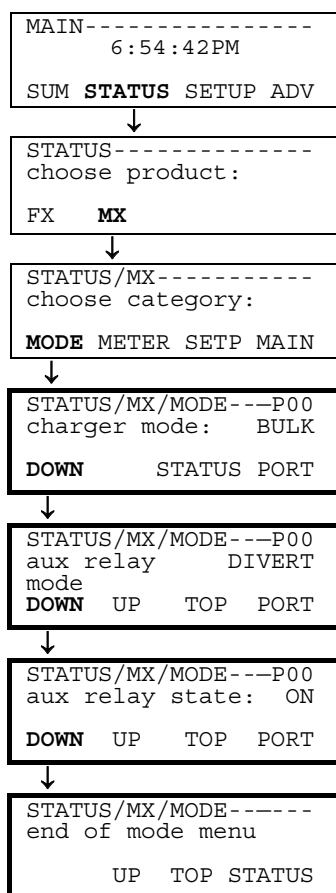 MAIN----------------
6:54:42PM
SUM STATUS SETUP ADV
STATUS--------------
choose product:
FX MX
STATUS/MX-----------
choose category:
MODE METER SETP MAIN
STATUS/MX/MODE--—P00
charger mode: BULK
DOWN STATUS PORT
STATUS/MX/MODE--—P00
aux relay DIVERT
mode
DOWN UP TOP PORT
STATUS/MX/MODE--—P00
aux relay state: ON
DOWN UP TOP PORT
STATUS/MX/MODE--—---
end of mode menu
UP TOP STATUS